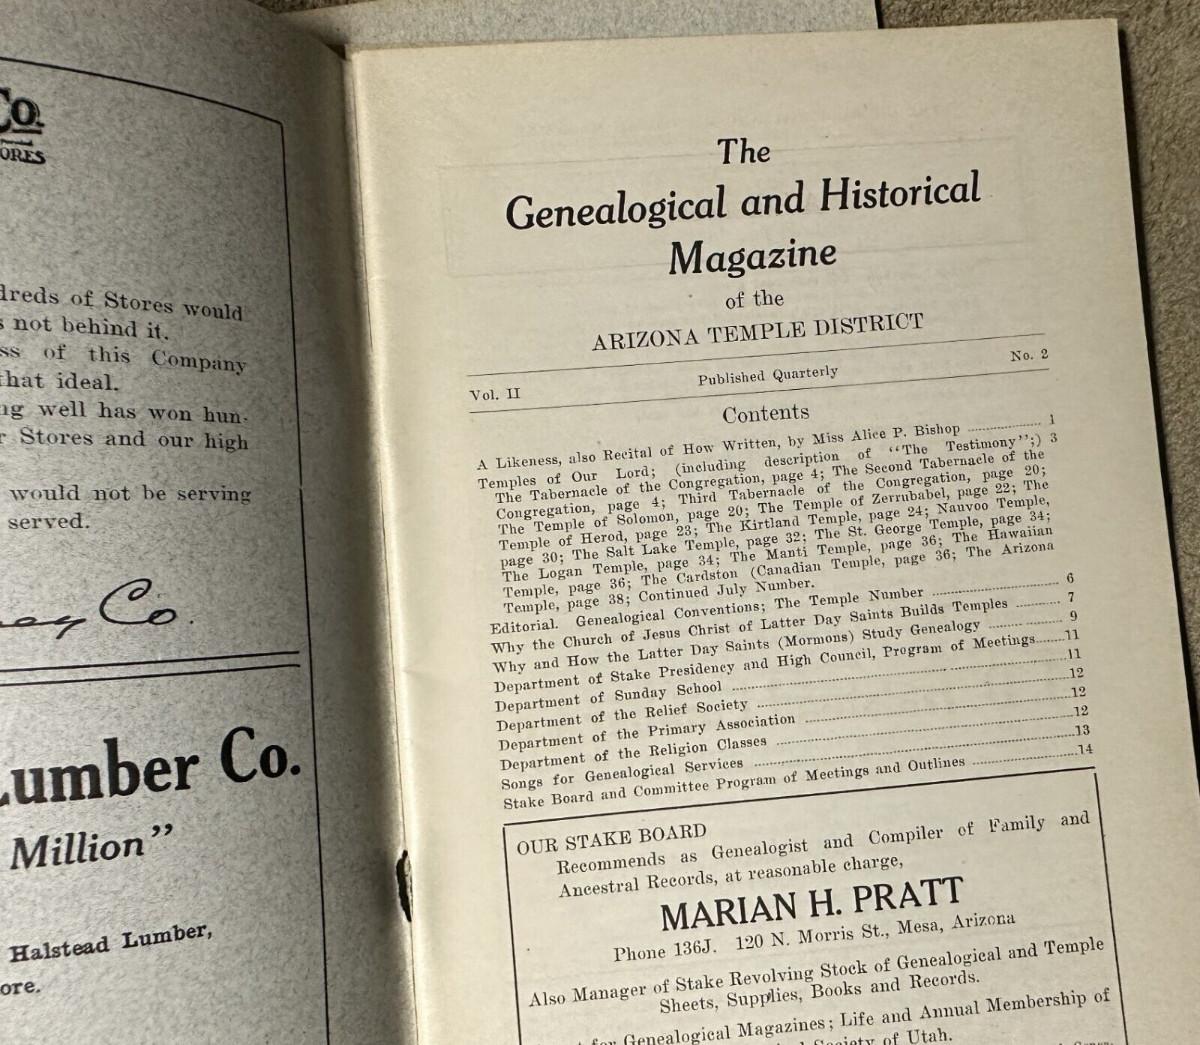 Co.
ORES
dreds of Stores would
s not behind it.
ss of this Company
that ideal.
ng well has won hun-
r Stores and our high
would not be serving
served.
ey Co.
Lumber Co.
Million"
Halstead Lumber,
ore.
The
Genealogical and Historical
Magazine
of the
ARIZONA TEMPLE DISTRICT
Vol. II Published Quarterly No. 2
Contents
A Likeness, also Recital of How Written, by Miss Alice P. Bishop 1
Temples of Our Lord; (including description of "The Testimony";) 3
The Tabernacle of the Congregation, page 4; The Second Tabernacle of the
Congregation, page 4; Third Tabernacle of the Congregation, page 20;
The Temple of Solomon, page 20; The Temple of Zerrubabel, page 22; The
Temple of Herod, page 23; The Kirtland Temple, page 24; Nauvoo Temple,
page 30; The Salt Lake Temple, page 32; The St. George Temple, page 34;
The Logan Temple, page 34; The Manti Temple, page 36; The Hawaiian
Temple, page 36; The Cardston (Canadian Temple, page 36; The Arizona
Temple, page 38; Continued July Number.
Editorial. Genealogical Conventions; The Temple Number 6
Why the Church of Jesus Christ of Latter Day Saints Builds Temples 7
Why and How the Latter Day Saints (Mormons) Study Genealogy 9
Department of Stake Presidency and High Council, Program of Meetings 11
Department of Sunday School 11
Department of the Relief Society 12
Department of the Primary Association 12
Department of the Religion Classes 12
Songs for Genealogical Services 13
Stake Board and Committee Program of Meetings and Outlines 14
OUR STAKE BOARD
Recommends as Genealogist and Compiler of Family and
Ancestral Records, at reasonable charge,
MARIAN H. PRATT
Phone 136J. 120 N. Morris St., Mesa, Arizona
Also Manager of Stake Revolving Stock of Genealogical and Temple
Sheets, Supplies, Books and Records.
for Genealogical Magazines; Life and Annual Membership of
Society of Utah.